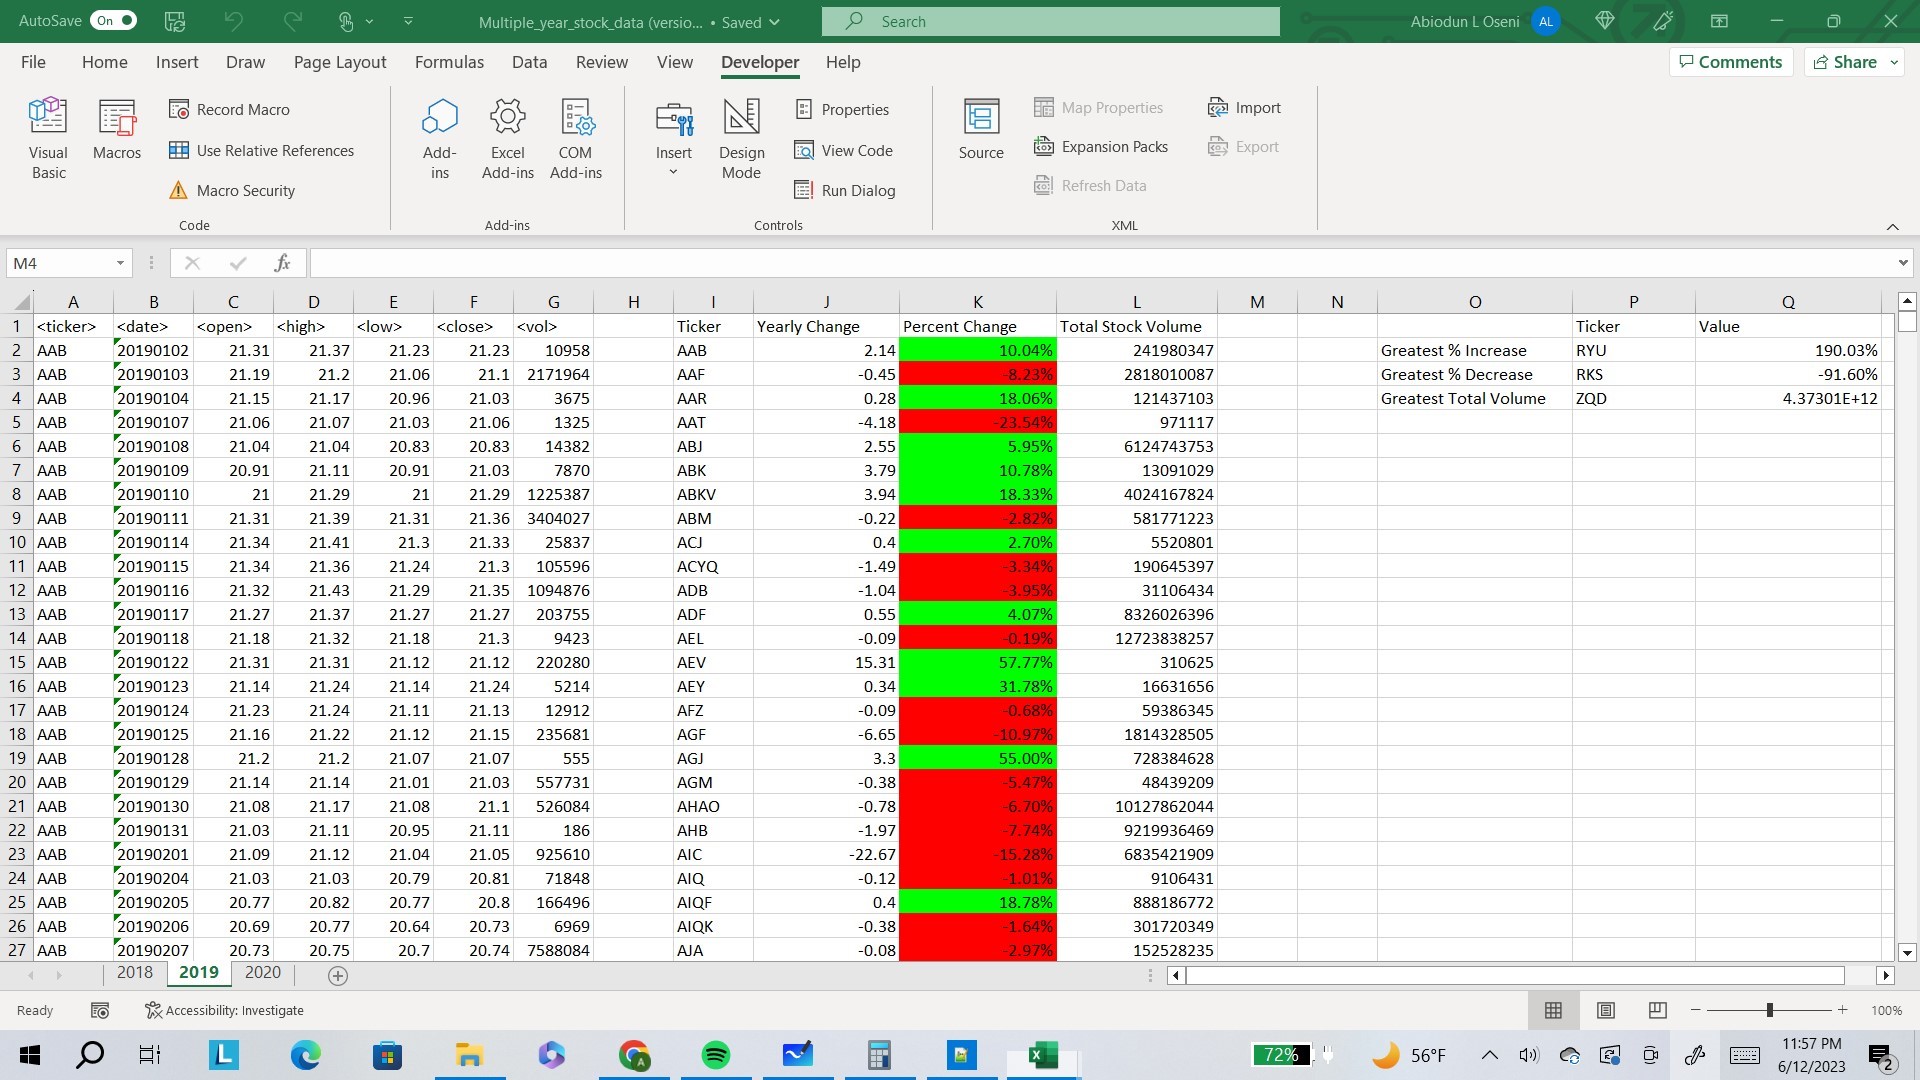 AutoSave On Multiple_year_stock_data (versio... • Saved Search Abiodun L Oseni AL
File Home Insert Draw Page Layout Formulas Data Review View Developer Help Comments Share
Visual Basic Macros Record Macro Use Relative References Macro Security Add-ins Excel Add-ins COM Add-ins Insert Design Mode Properties View Code Run Dialog Source Map Properties Expansion Packs Refresh Data Import Export
Code Add-ins Controls XML
M4 fx
A B C D E F G H I J K L M N O P Q
1 <ticker> <date> <open> <high> <low> <close> <vol> Ticker Yearly Change Percent Change Total Stock Volume Ticker Value
2 AAB 20190102 21.31 21.37 21.23 21.23 10958 AAB 2.14 10.04% 241980347 Greatest % Increase RYU 190.03%
3 AAB 20190103 21.19 21.2 21.06 21.1 2171964 AAF -0.45 -8.23% 2818010087 Greatest % Decrease RKS -91.60%
4 AAB 20190104 21.15 21.17 20.96 21.03 3675 AAR 0.28 18.06% 121437103 Greatest Total Volume ZQD 4.37301E+12
5 AAB 20190107 21.06 21.07 21.03 21.06 1325 AAT -4.18 -23.54% 971117
6 AAB 20190108 21.04 21.04 20.83 20.83 14382 ABJ 2.55 5.95% 6124743753
7 AAB 20190109 20.91 21.11 20.91 21.03 7870 ABK 3.79 10.78% 13091029
8 AAB 20190110 21 21.29 21 21.29 1225387 ABKV 3.94 18.33% 4024167824
9 AAB 20190111 21.31 21.39 21.31 21.36 3404027 ABM -0.22 -2.82% 581771223
10 AAB 20190114 21.34 21.41 21.3 21.33 25837 ACJ 0.4 2.70% 5520801
11 AAB 20190115 21.34 21.36 21.24 21.3 105596 ACYQ -1.49 -3.34% 190645397
12 AAB 20190116 21.32 21.43 21.29 21.35 1094876 ADB -1.04 -3.95% 31106434
13 AAB 20190117 21.27 21.37 21.27 21.27 203755 ADF 0.55 4.07% 8326026396
14 AAB 20190118 21.18 21.32 21.18 21.3 9423 AEL -0.09 -0.19% 12723838257
15 AAB 20190122 21.31 21.31 21.12 21.12 220280 AEV 15.31 57.77% 310625
16 AAB 20190123 21.14 21.24 21.14 21.24 5214 AEY 0.34 31.78% 16631656
17 AAB 20190124 21.23 21.24 21.11 21.13 12912 AFZ -0.09 -0.68% 59386345
18 AAB 20190125 21.16 21.22 21.12 21.15 235681 AGF -6.65 -10.97% 1814328505
19 AAB 20190128 21.2 21.2 21.07 21.07 555 AGJ 3.3 55.00% 728384628
20 AAB 20190129 21.14 21.14 21.01 21.03 557731 AGM -0.38 -5.47% 48439209
21 AAB 20190130 21.08 21.17 21.08 21.1 526084 AHAO -0.78 -6.70% 10127862044
22 AAB 20190131 21.03 21.11 20.95 21.11 186 AHB -1.97 -7.74% 9219936469
23 AAB 20190201 21.09 21.12 21.04 21.05 925610 AIC -22.67 -15.28% 6835421909
24 AAB 20190204 21.03 21.03 20.79 20.81 71848 AIQ -0.12 -1.01% 9106431
25 AAB 20190205 20.77 20.82 20.77 20.8 166496 AIQF 0.4 18.78% 888186772
26 AAB 20190206 20.69 20.77 20.64 20.73 6969 AIQK -0.38 -1.64% 301720349
27 AAB 20190207 20.73 20.75 20.7 20.74 7588084 AJA -0.08 -2.97% 152528235
2018 2019 2020
Ready Accessibility: Investigate 100%
L A X 72% 56°F 11:57 PM
6/12/2023 2